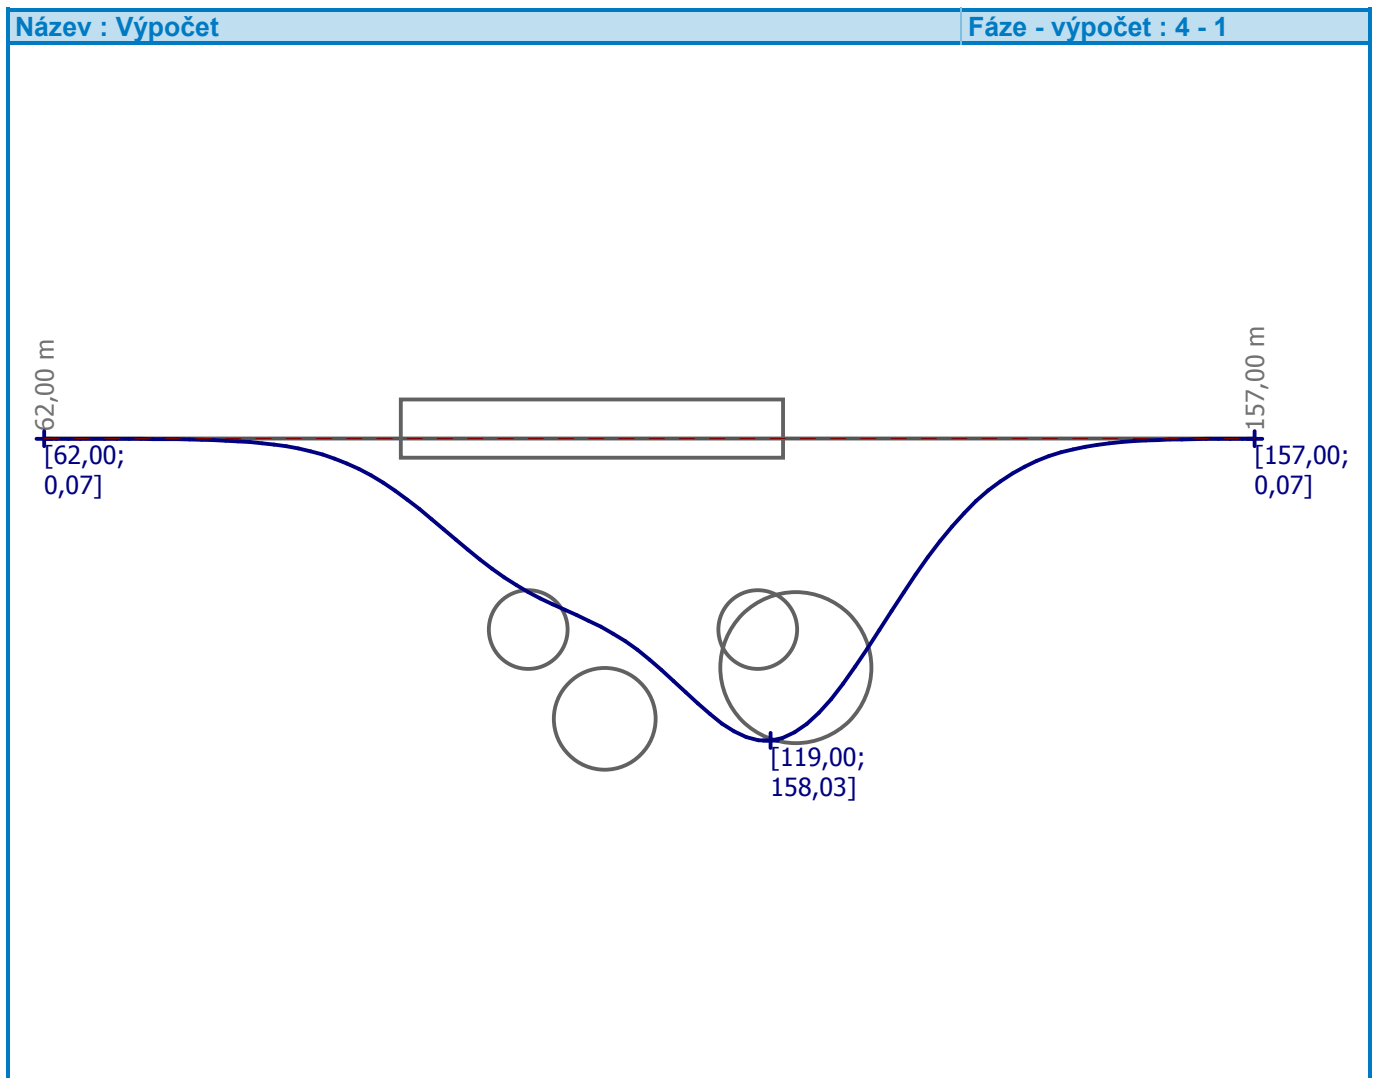 Název : Výpočet
Fáze - výpočet : 4 - 1
62,00 m
157,00 m
[62,00;
0,07]
[157,00;
0,07]
[119,00;
158,03]